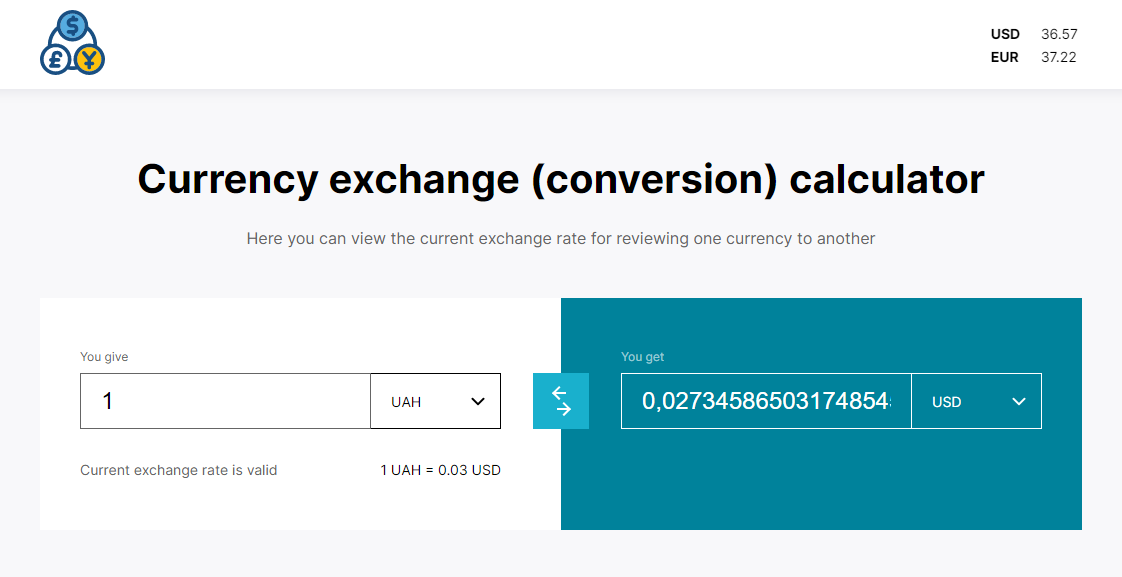 $
£ ¥
USD 36.57
EUR 37.22
Currency exchange (conversion) calculator
Here you can view the current exchange rate for reviewing one currency to another
You give
1 UAH
You get
0,0273458650317485 USD
Current exchange rate is valid 1 UAH = 0.03 USD